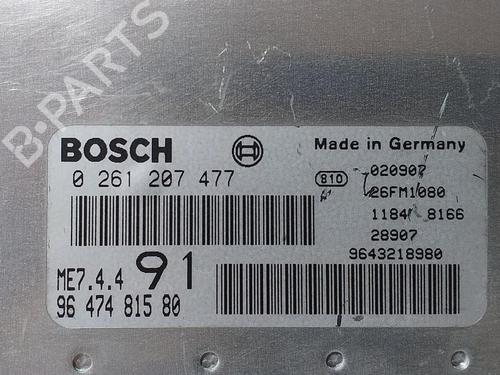 B-PARTS
BOSCH
Made in Germany
0 261 207 477
810
020907
26FM1080
1184 8166
28907
9643218980
ME7.4.4 91
96 474 815 80